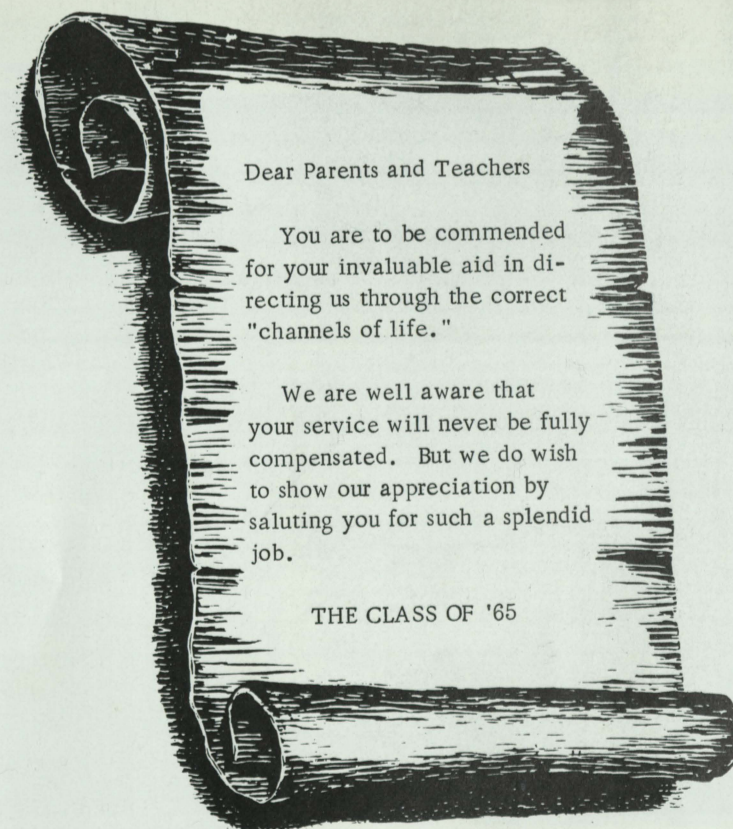 Dear Parents and Teachers
You are to be commended
for your invaluable aid in di-
recting us through the correct
"channels of life."
We are well aware that
your service will never be fully
compensated. But we do wish
to show our appreciation by
saluting you for such a splendid
job.
THE CLASS OF '65